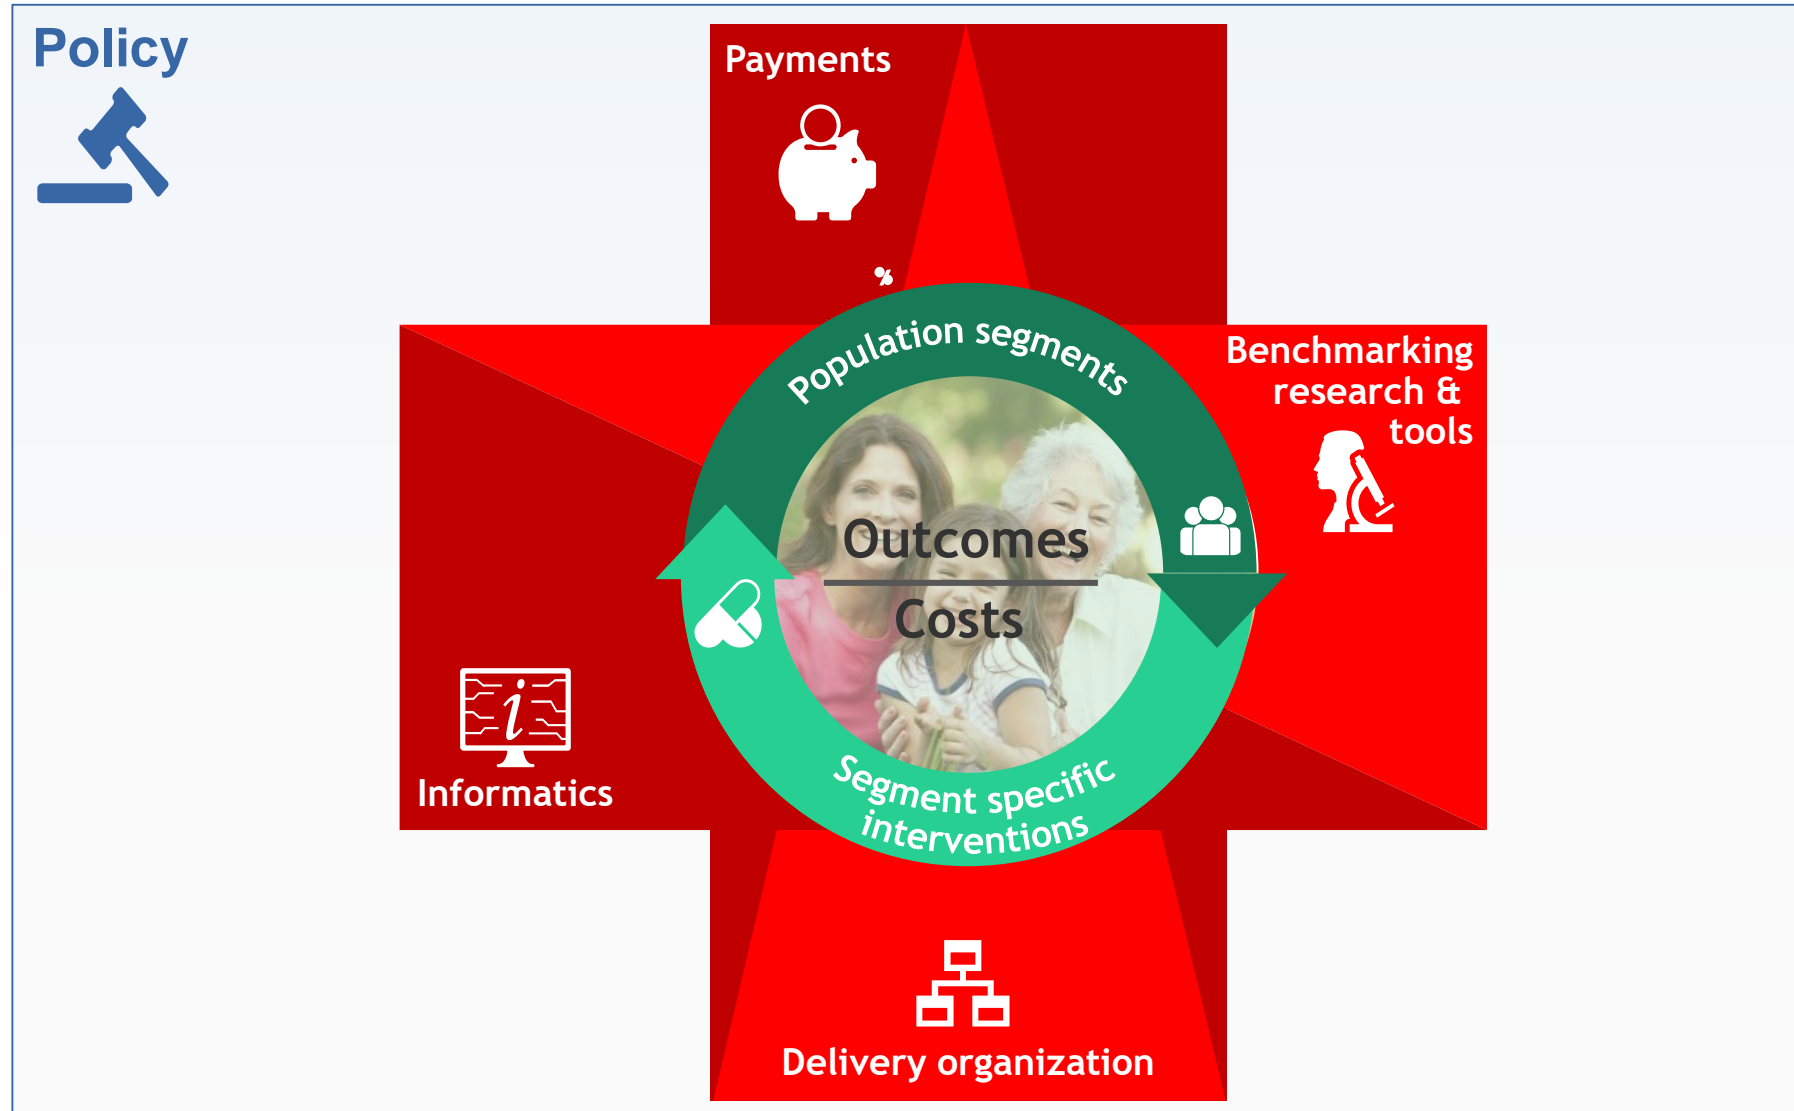 Policy
Payments
%
Population segments
Benchmarking
research &
tools
Outcomes
Costs
i
Informatics
Segment specific
interventions
Delivery organization